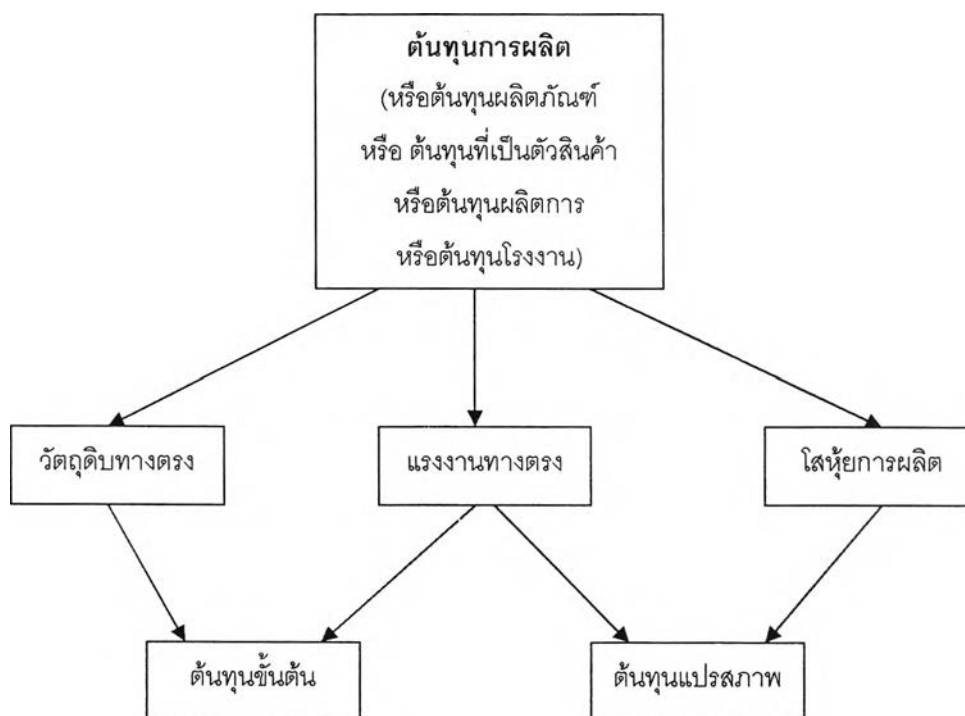 ต้นทุนการผลิต
(หรือต้นทุนผลิตภัณฑ์
หรือ ต้นทุนที่เป็นตัวสินค้า
หรือต้นทุนผลิตการ
หรือต้นทุนโรงงาน)
วัตถุดิบทางตรง
แรงงานทางตรง
โสหุ้ยการผลิต
ต้นทุนขั้นต้น
ต้นทุนแปรสภาพ